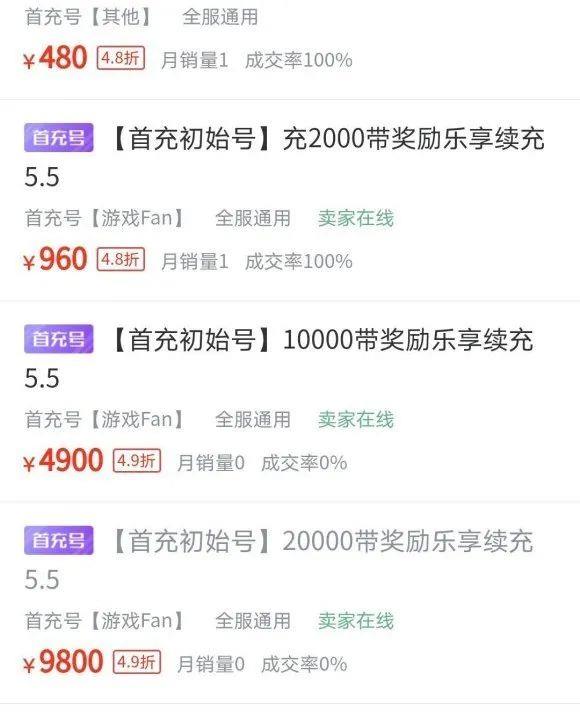 首充号【其他】 全服通用
¥480 4.8折 月销量1 成交率100%
首充号 【首充初始号】充2000带奖励乐享续充
5.5
首充号【游戏Fan】 全服通用 卖家在线
¥960 4.8折 月销量1 成交率100%
首充号 【首充初始号】10000带奖励乐享续充
5.5
首充号【游戏Fan】 全服通用 卖家在线
¥4900 4.9折 月销量0 成交率0%
首充号 【首充初始号】20000带奖励乐享续充
5.5
首充号【游戏Fan】 全服通用 卖家在线
¥9800 4.9折 月销量0 成交率0%